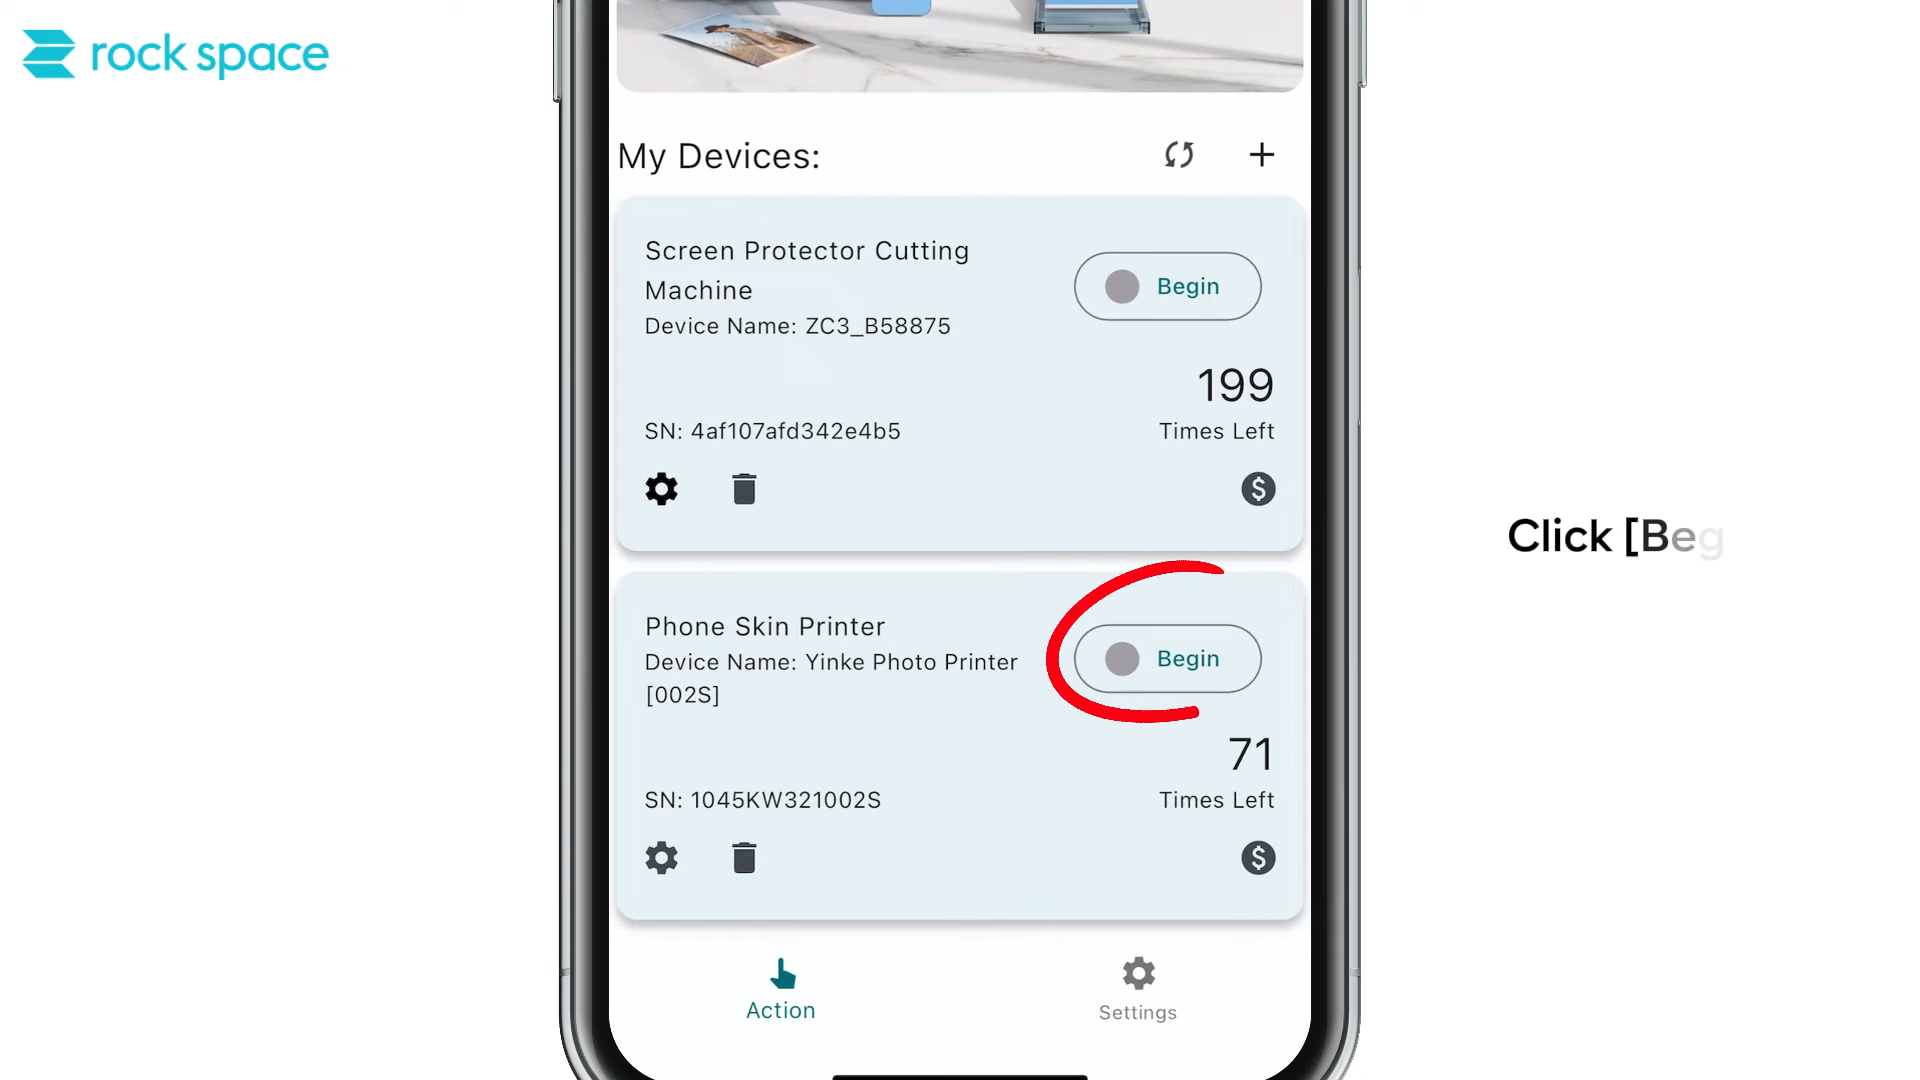 rock space
My Devices:
Screen Protector Cutting
Machine
Begin
Device Name: ZC3_B58875
199
SN: 4af107afd342e4b5
Times Left
Click [Beg
Phone Skin Printer
Begin
Device Name: Yinke Photo Printer
[002S]
71
SN: 1045KW321002S
Times Left
Action
Settings